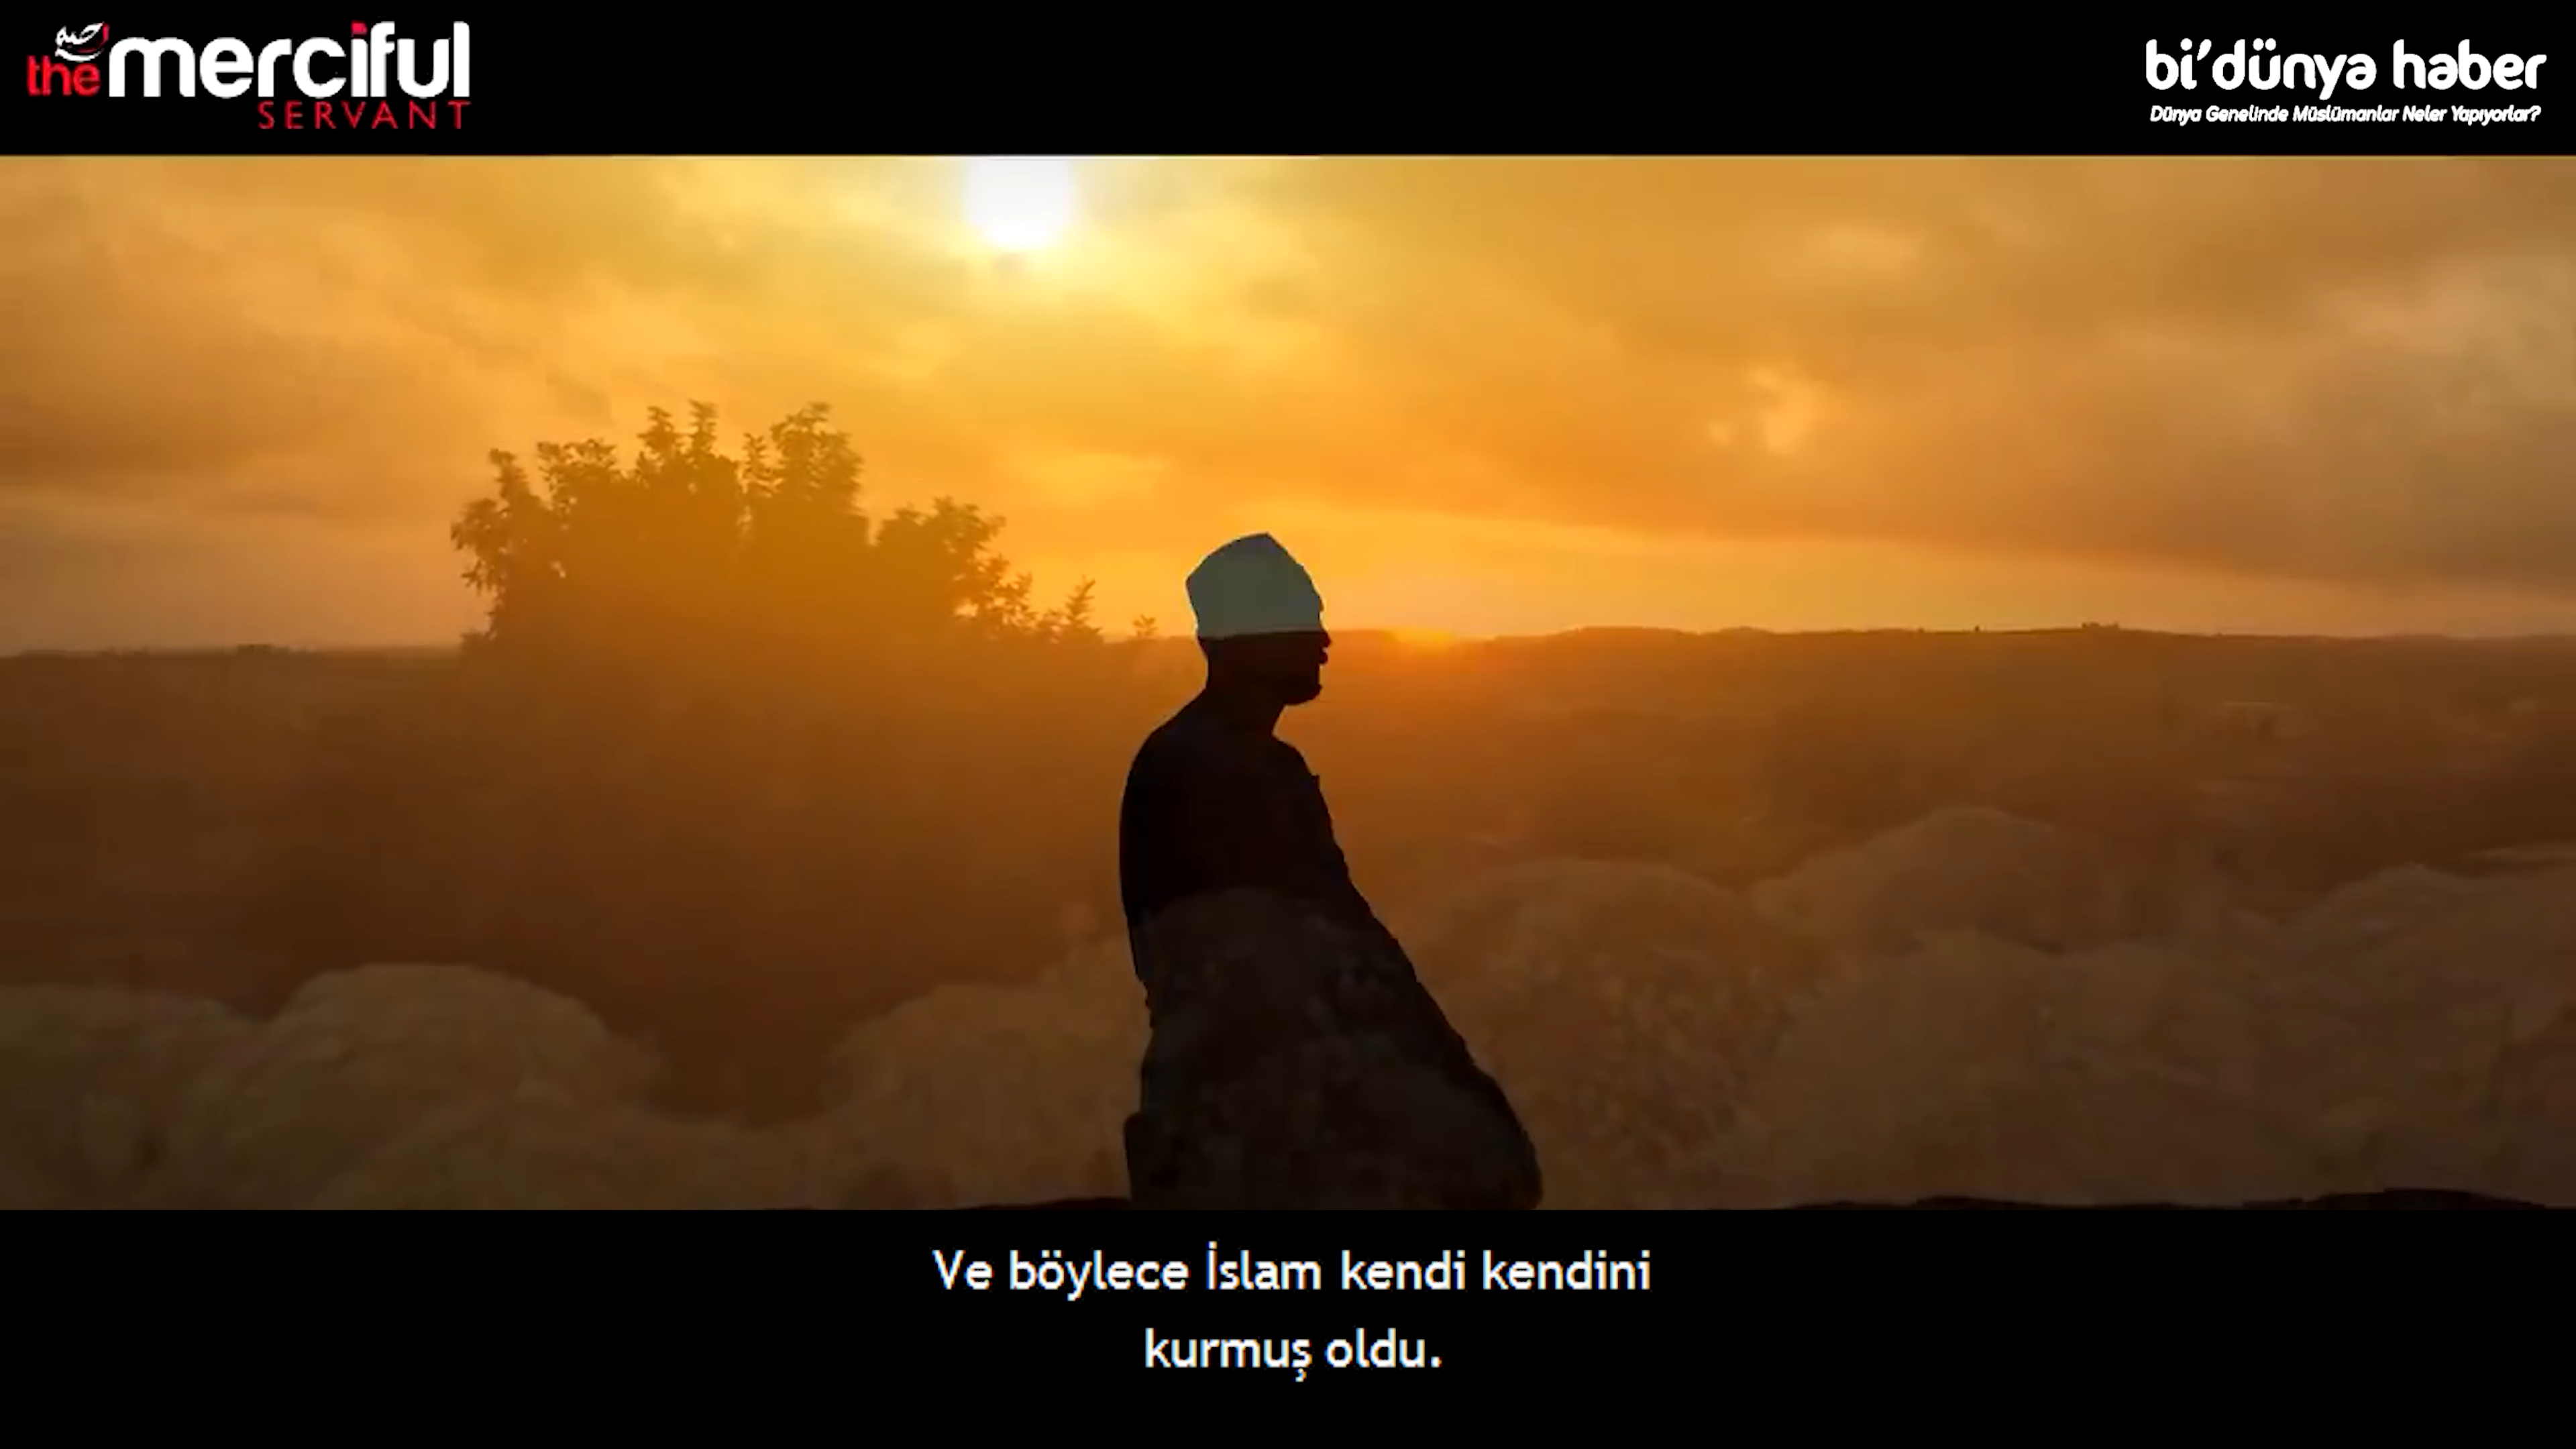 the merciful
SERVANT
bi'dünya haber
Dünya Genelinde Müslümanlar Neler Yapıyorlar?
Ve böylece İslam kendi kendini
kurmuş oldu.